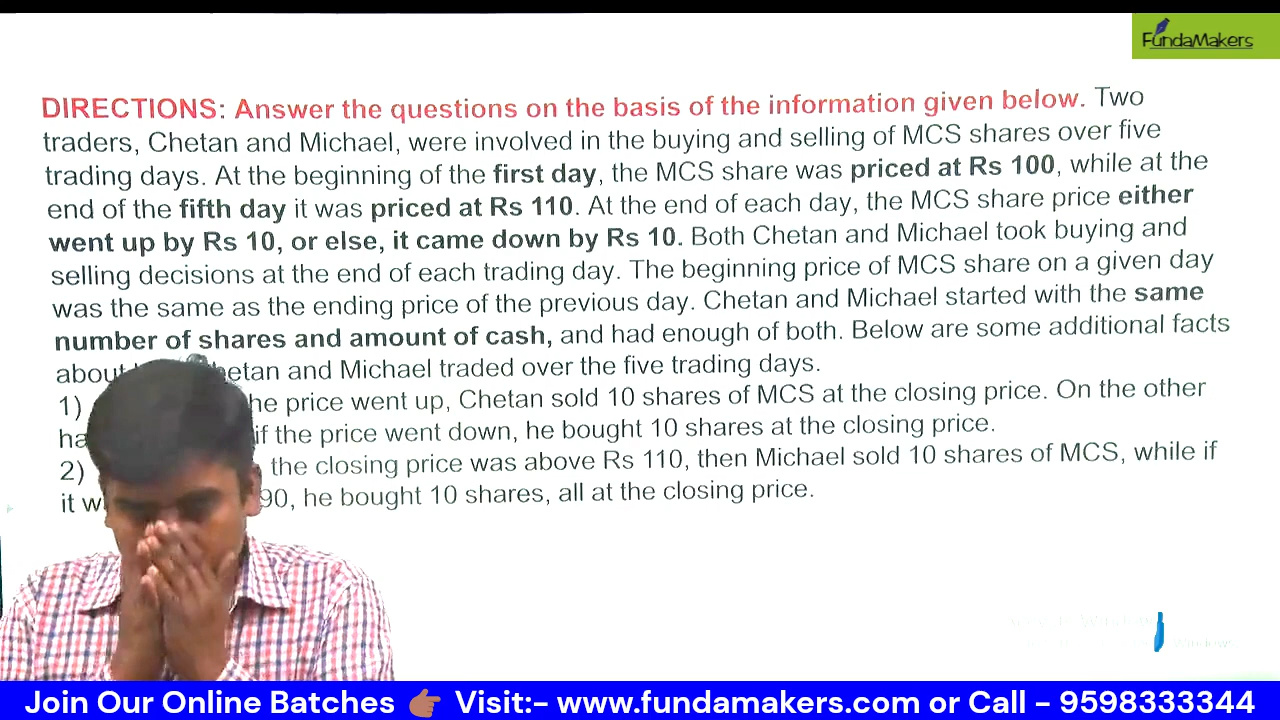 FundaMakers
DIRECTIONS: Answer the questions on the basis of the information given below. Two
traders, Chetan and Michael, were involved in the buying and selling of MCS shares over five
trading days. At the beginning of the first day, the MCS share was priced at Rs 100, while at the
end of the fifth day it was priced at Rs 110. At the end of each day, the MCS share price either
went up by Rs 10, or else, it came down by Rs 10. Both Chetan and Michael took buying and
selling decisions at the end of each trading day. The beginning price of MCS share on a given day
was the same as the ending price of the previous day. Chetan and Michael started with the same
number of shares and amount of cash, and had enough of both. Below are some additional facts
about Chetan and Michael traded over the five trading days.
1) he price went up, Chetan sold 10 shares of MCS at the closing price. On the other
ha if the price went down, he bought 10 shares at the closing price.
2) the closing price was above Rs 110, then Michael sold 10 shares of MCS, while if
it w 90, he bought 10 shares, all at the closing price.
Join Our Online Batches 👉🏽 Visit:- www.fundamakers.com or Call - 9598333344